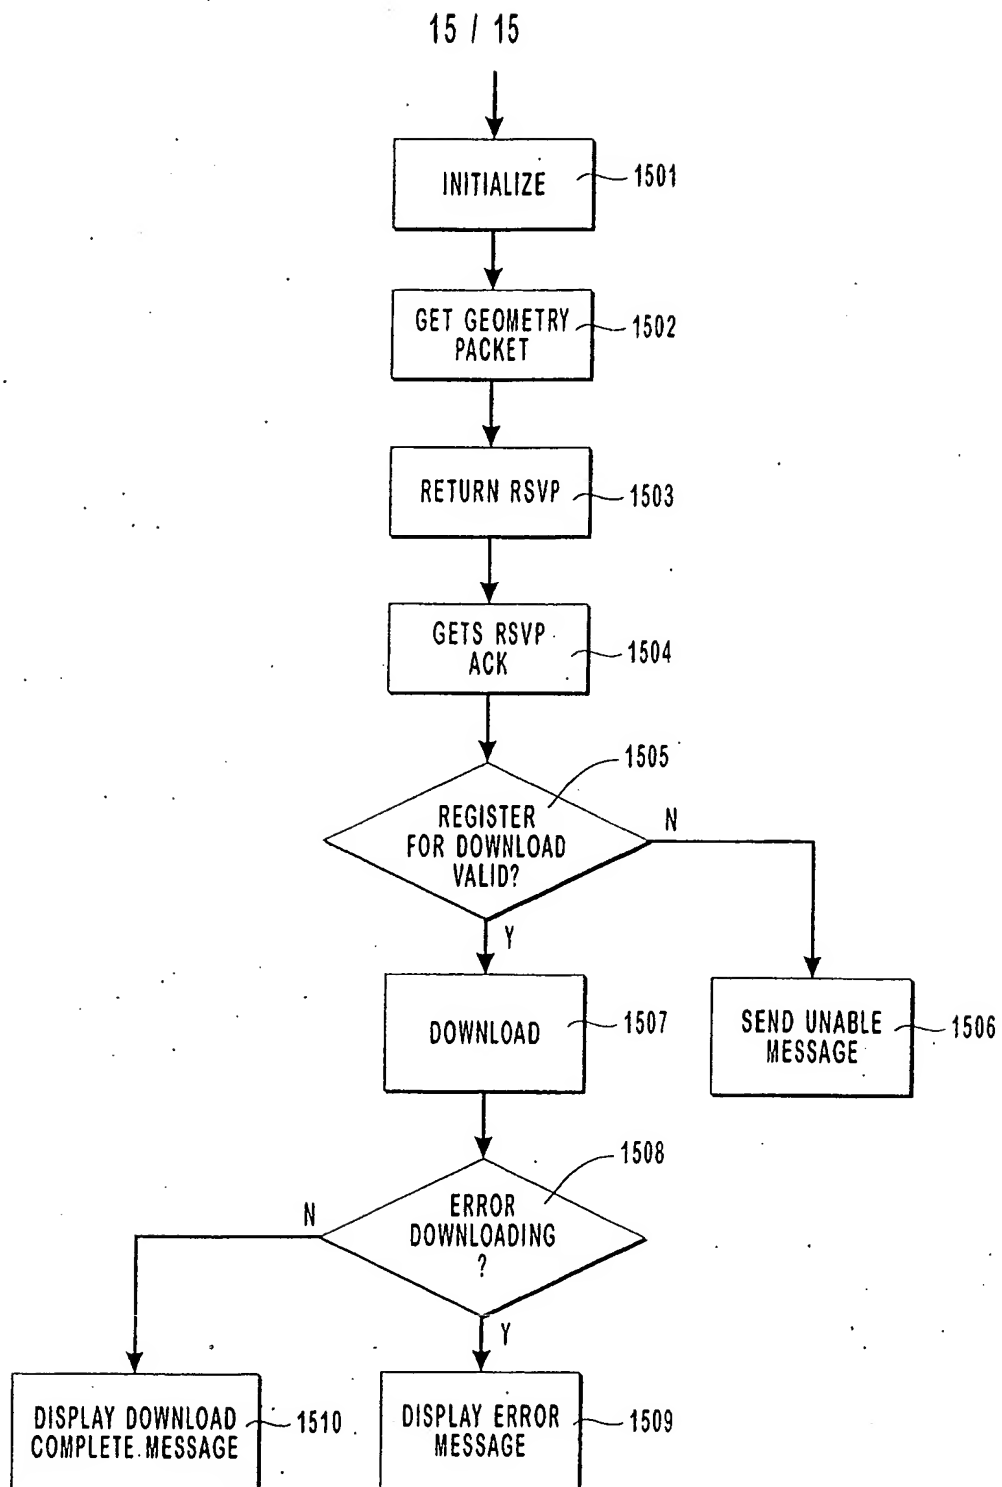 15 / 15
INITIALIZE
1501
GET GEOMETRY
PACKET
1502
RETURN RSVP
1503
GETS RSVP
ACK
1504
1505
REGISTER
FOR DOWNLOAD
VALID?
N
Y
DOWNLOAD
1507
SEND UNABLE
MESSAGE
1506
1508
ERROR
DOWNLOADING
?
N
Y
DISPLAY DOWNLOAD
COMPLETE MESSAGE
1510
DISPLAY ERROR
MESSAGE
1509